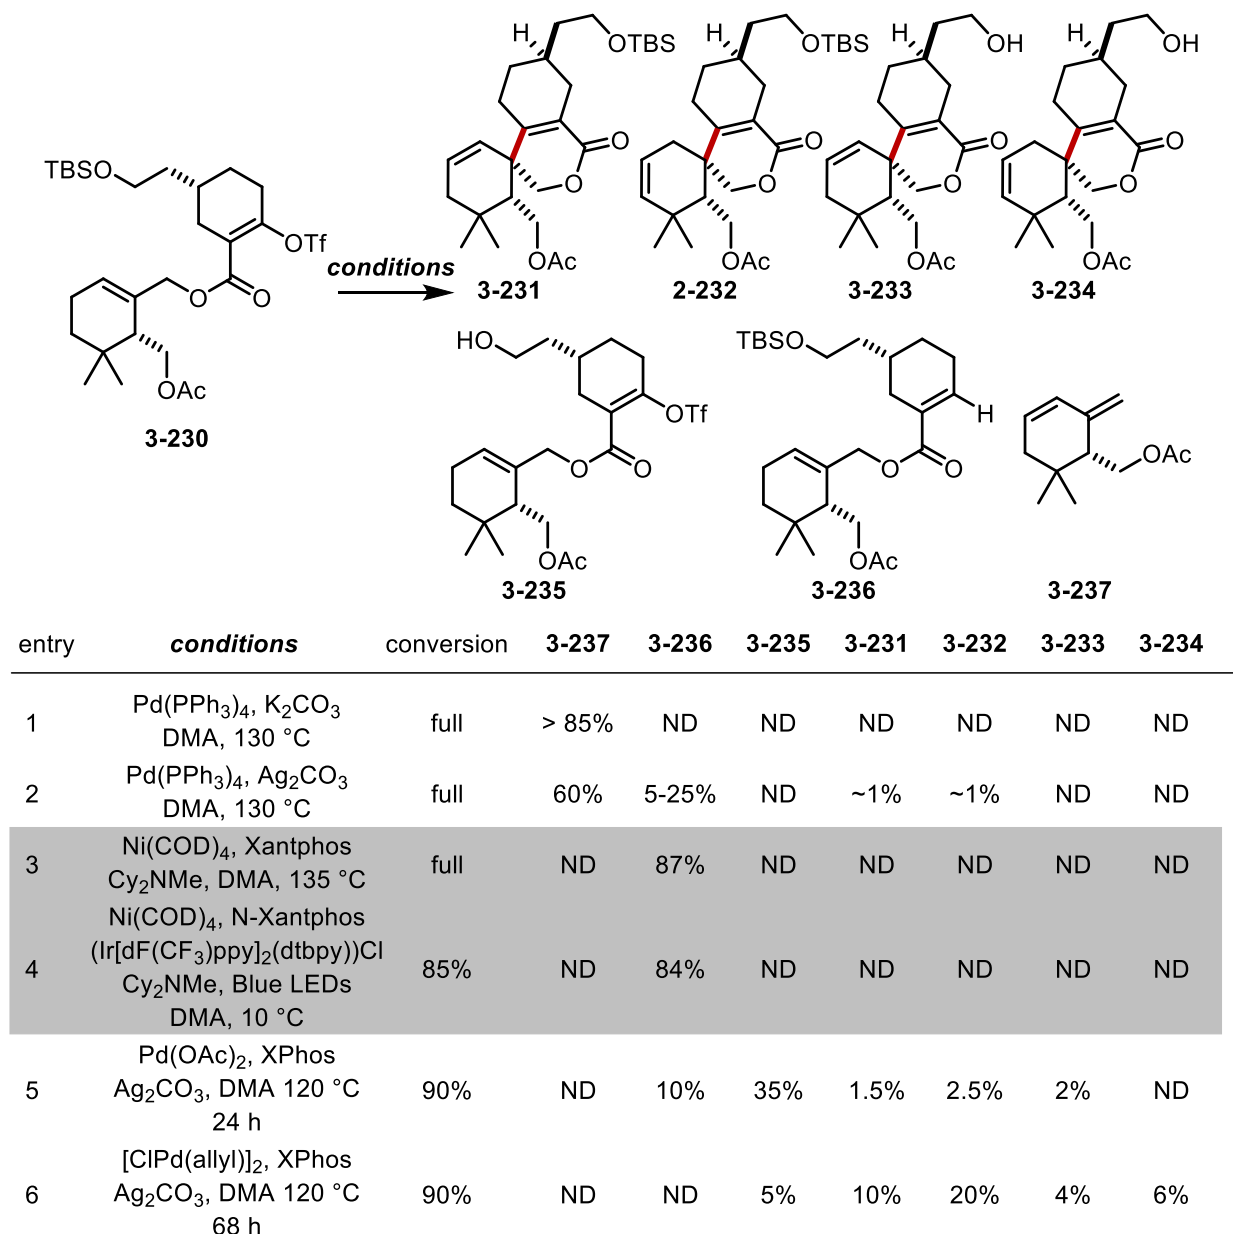 H
OTBS
H
OTBS
H
OH
H
OH
O
O
O
O
O
O
O
O
TBSO
OTf
O
O
OAc
conditions
OAc
OAc
OAc
OAc
3-231
2-232
3-233
3-234
3-230
HO
OTf
O
O
OAc
3-235
TBSO
H
O
O
OAc
3-236
OAc
3-237
entry conditions conversion 3-237 3-236 3-235 3-231 3-232 3-233 3-234
Pd(PPh3)4, K2CO3
1 full > 85% ND ND ND ND ND ND
DMA, 130 °C
Pd(PPh3)4, Ag2CO3
2 full 60% 5-25% ND ~1% ~1% ND ND
DMA, 130 °C
Ni(COD)4, Xantphos
3 full ND 87% ND ND ND ND ND
Cy2NMe, DMA, 135 °C
Ni(COD)4, N-Xantphos
(Ir[dF(CF3)ppy]2(dtbpy))Cl
4 85% ND 84% ND ND ND ND ND
Cy2NMe, Blue LEDs
DMA, 10 °C
Pd(OAc)2, XPhos
5 Ag2CO3, DMA 120 °C 90% ND 10% 35% 1.5% 2.5% 2% ND
24 h
[ClPd(allyl)]2, XPhos
6 Ag2CO3, DMA 120 °C 90% ND ND 5% 10% 20% 4% 6%
68 h